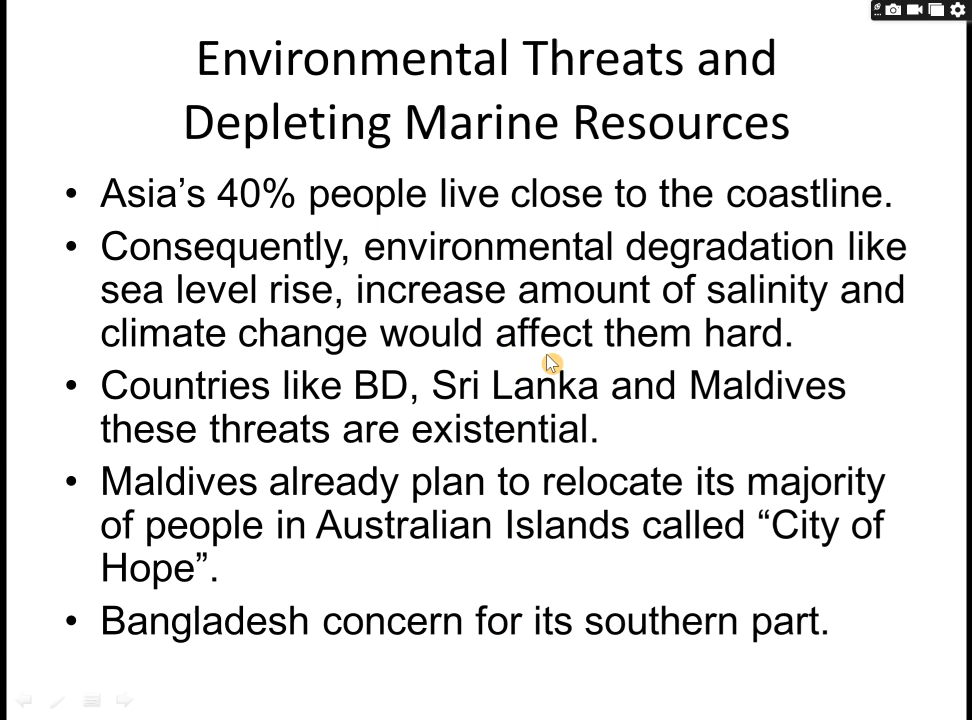 Environmental Threats and
Depleting Marine Resources
• Asia’s 40% people live close to the coastline.
• Consequently, environmental degradation like
sea level rise, increase amount of salinity and
climate change would affect them hard.
• Countries like BD, Sri Lanka and Maldives
these threats are existential.
• Maldives already plan to relocate its majority
of people in Australian Islands called “City of
Hope”.
• Bangladesh concern for its southern part.